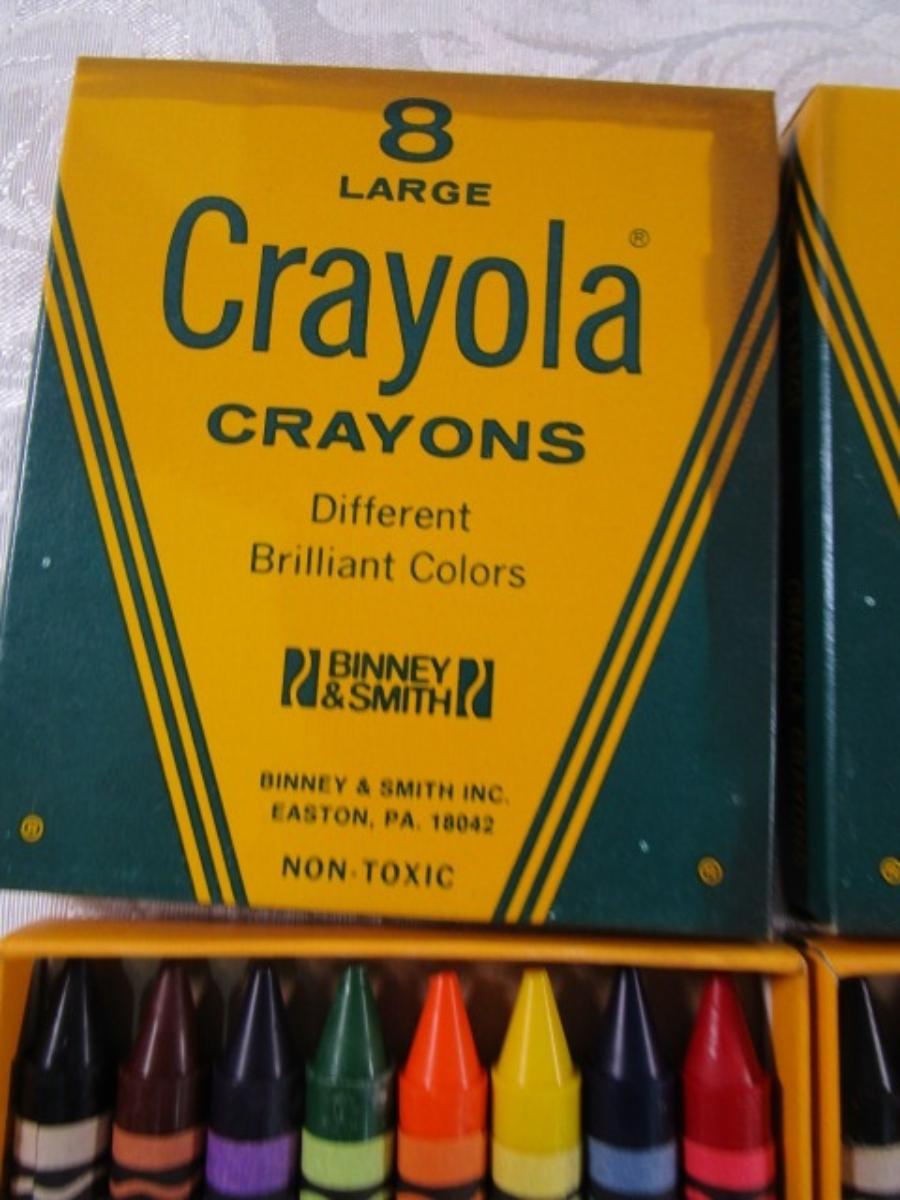 8
LARGE
Crayola®
CRAYONS
Different
Brilliant Colors
BINNEY
& SMITH
BINNEY & SMITH INC.
EASTON, PA. 18042
NON-TOXIC